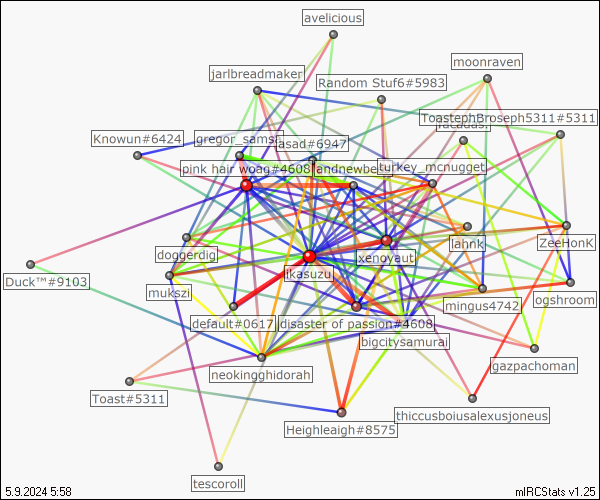 avelicious
moonraven
jarlbreadmaker
Random Stuf6#5983
ToastephBroseph5311#5311
Knowun#6424
gregor_samsa
asad#6947
pink hair woag#4608
turkey_mcnugget
doggerdig
xenoyaut
lahnk
ZeeHonK
Duck™#9103
mukszi
ikasuzu
ogshroom
mingus4742
default#0617
disaster of passion#4608
bigcitysamurai
neokingghidorah
gazpachoman
Toast#5311
Heighleigh#8575
thiccusboiusalexusjoneus
tescoroll
5.9.2024 5:58
mIRCStats v1.25